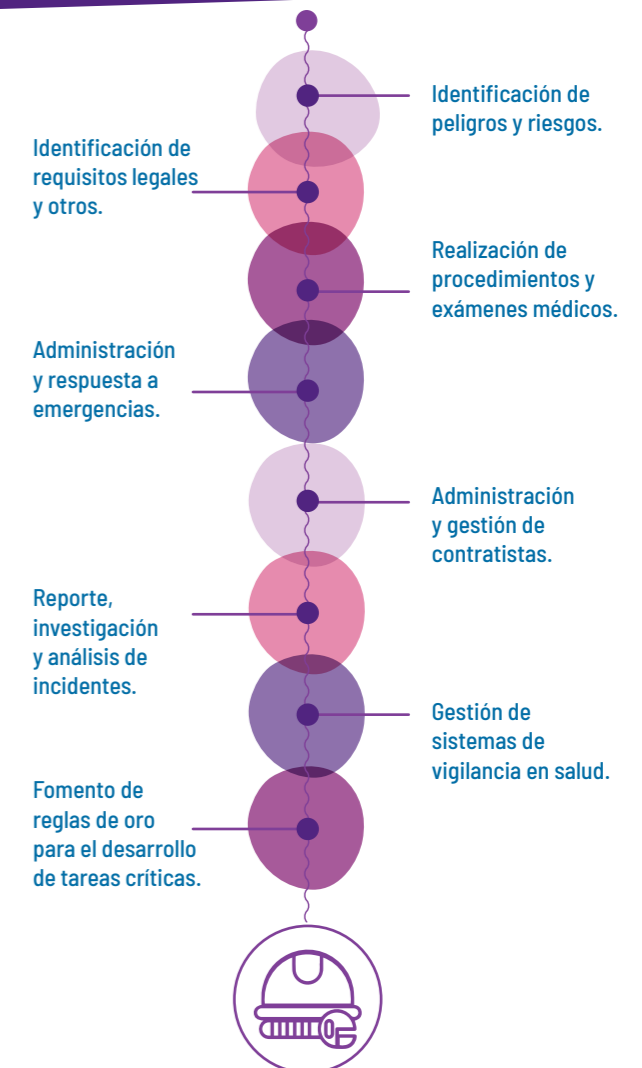 Identificación de
peligros y riesgos.
Identificación de
requisitos legales
y otros.
Realización de
procedimientos y
exámenes médicos.
Administración
y respuesta a
emergencias.
Administración
y gestión de
contratistas.
Reporte,
investigación
y análisis de
incidentes.
Gestión de
sistemas de
vigilancia en salud.
Fomento de
reglas de oro
para el desarrollo
de tareas críticas.